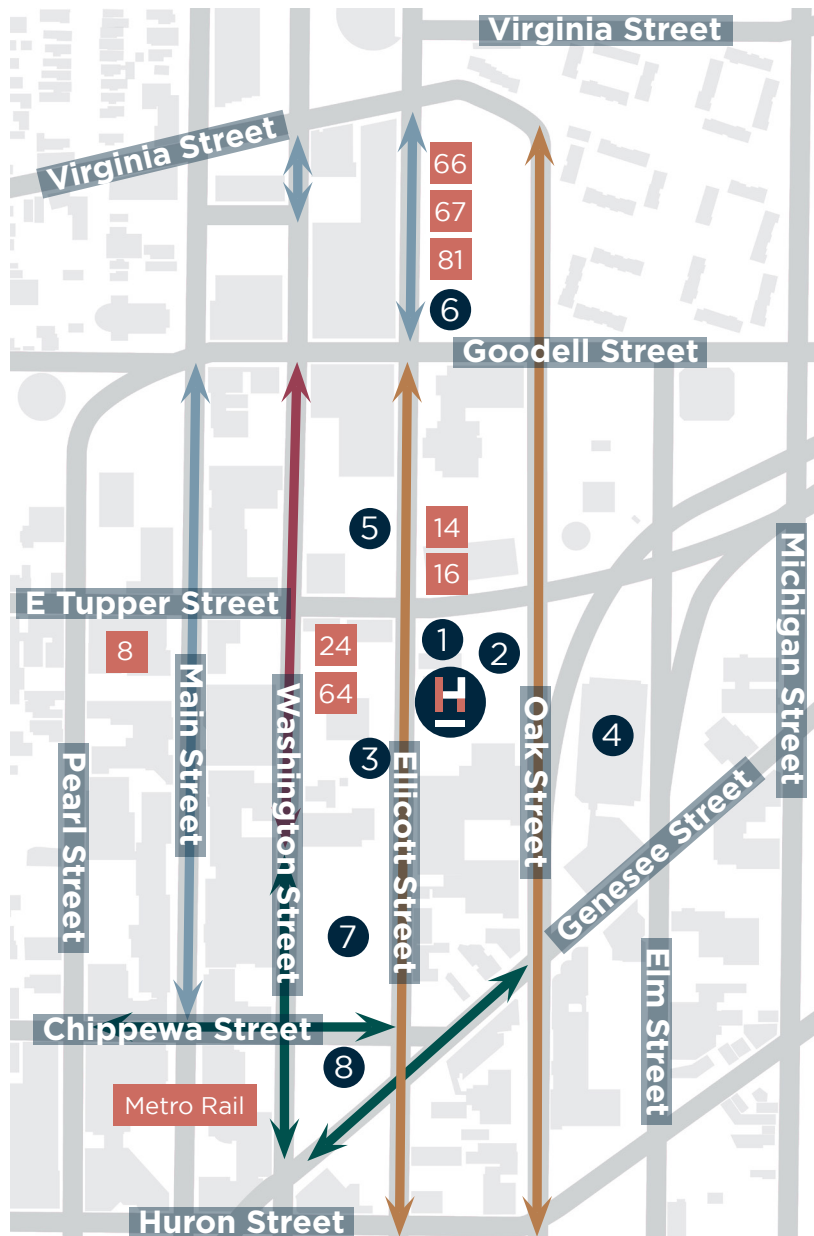 Virginia Street
Virginia Street
66
67
81
6
Goodell Street
5
14
16
E Tupper Street
8
24
64
1
2
H
3
4
Pearl Street
Main Street
Washington Street
Ellicott Street
Oak Street
Michigan Street
Genesee Street
7
Elm Street
Chippewa Street
8
Metro Rail
Huron Street